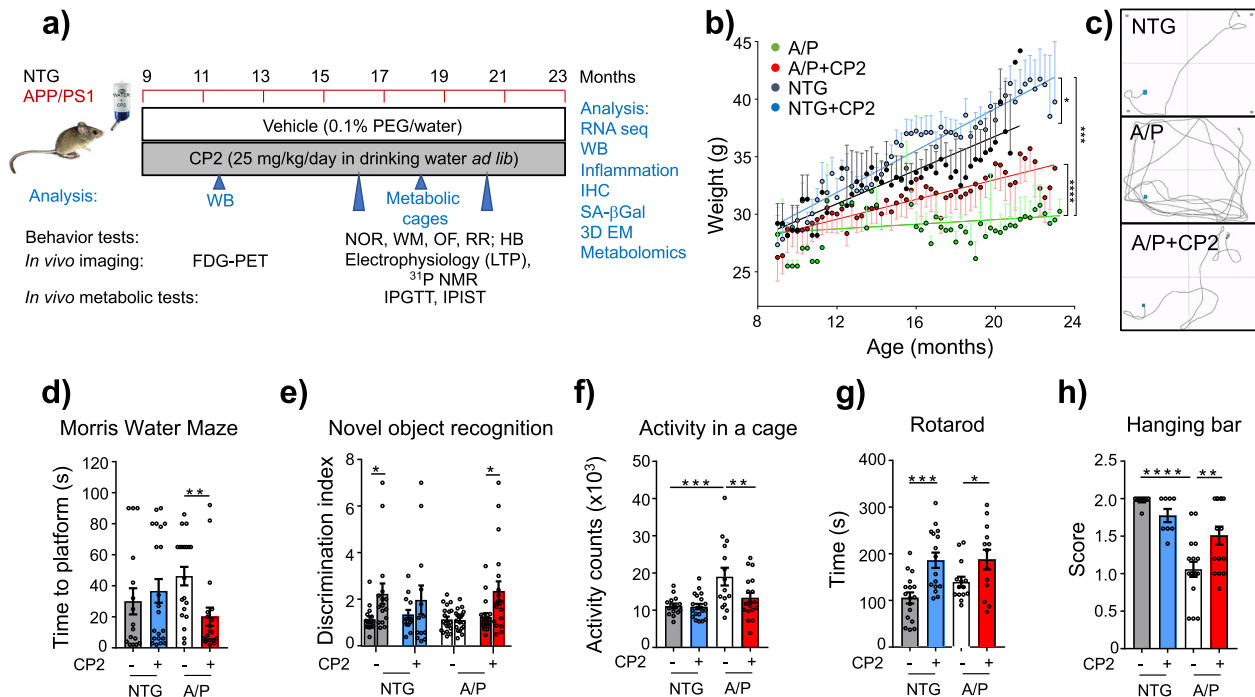 a)
NTG
APP/PS1
9 11 13 15 17 19 21 23 Months
WATER
+
CP2
Vehicle (0.1% PEG/water)
CP2 (25 mg/kg/day in drinking water ad lib)
Analysis:
WB
Metabolic
cages
Behavior tests:
NOR, WM, OF, RR; HB
In vivo imaging:
FDG-PET
Electrophysiology (LTP),
³¹P NMR
In vivo metabolic tests:
IPGTT, IPIST
Analysis:
RNA seq
WB
Inflammation
IHC
SA-βGal
3D EM
Metabolomics
b)
A/P
A/P+CP2
NTG
NTG+CP2
Weight (g)
45
40
35
30
25
*
***
****
8 12 16 20 24
Age (months)
c)
NTG
A/P
A/P+CP2
d)
Morris Water Maze
Time to platform (s)
120
100
80
60
40
20
0
**
CP2 - + - +
NTG A/P
e)
Novel object recognition
Discrimination index
8
6
4
2
0
* *
CP2 - + - +
NTG A/P
f)
Activity in a cage
Activity counts (x10³)
50
40
30
20
10
0
*** **
CP2 - + - +
NTG A/P
g)
Rotarod
Time (s)
400
300
200
100
0
*** *
CP2 - + - +
NTG A/P
h)
Hanging bar
Score
2.5
2.0
1.5
1.0
0.5
0.0
**** **
CP2 - + - +
NTG A/P